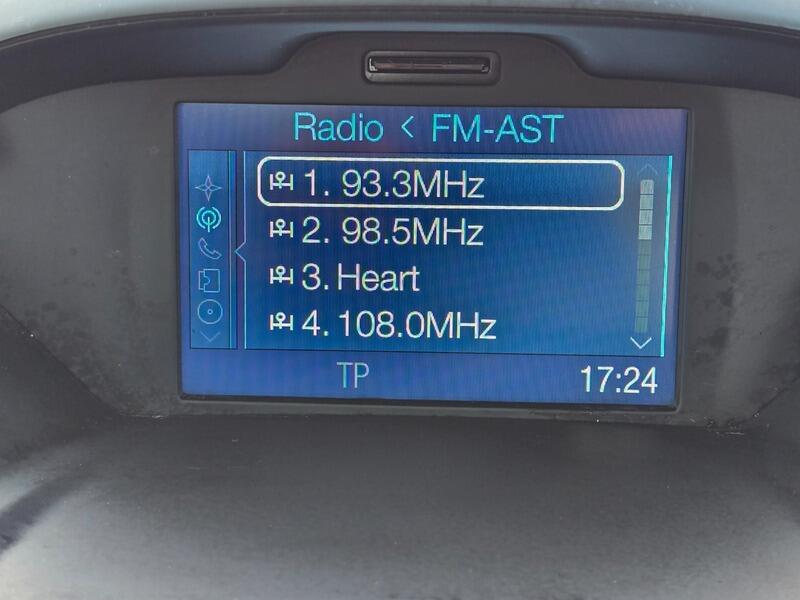 Radio < FM-AST
1. 93.3MHz
2. 98.5MHz
3. Heart
4. 108.0MHz
TP 17:24